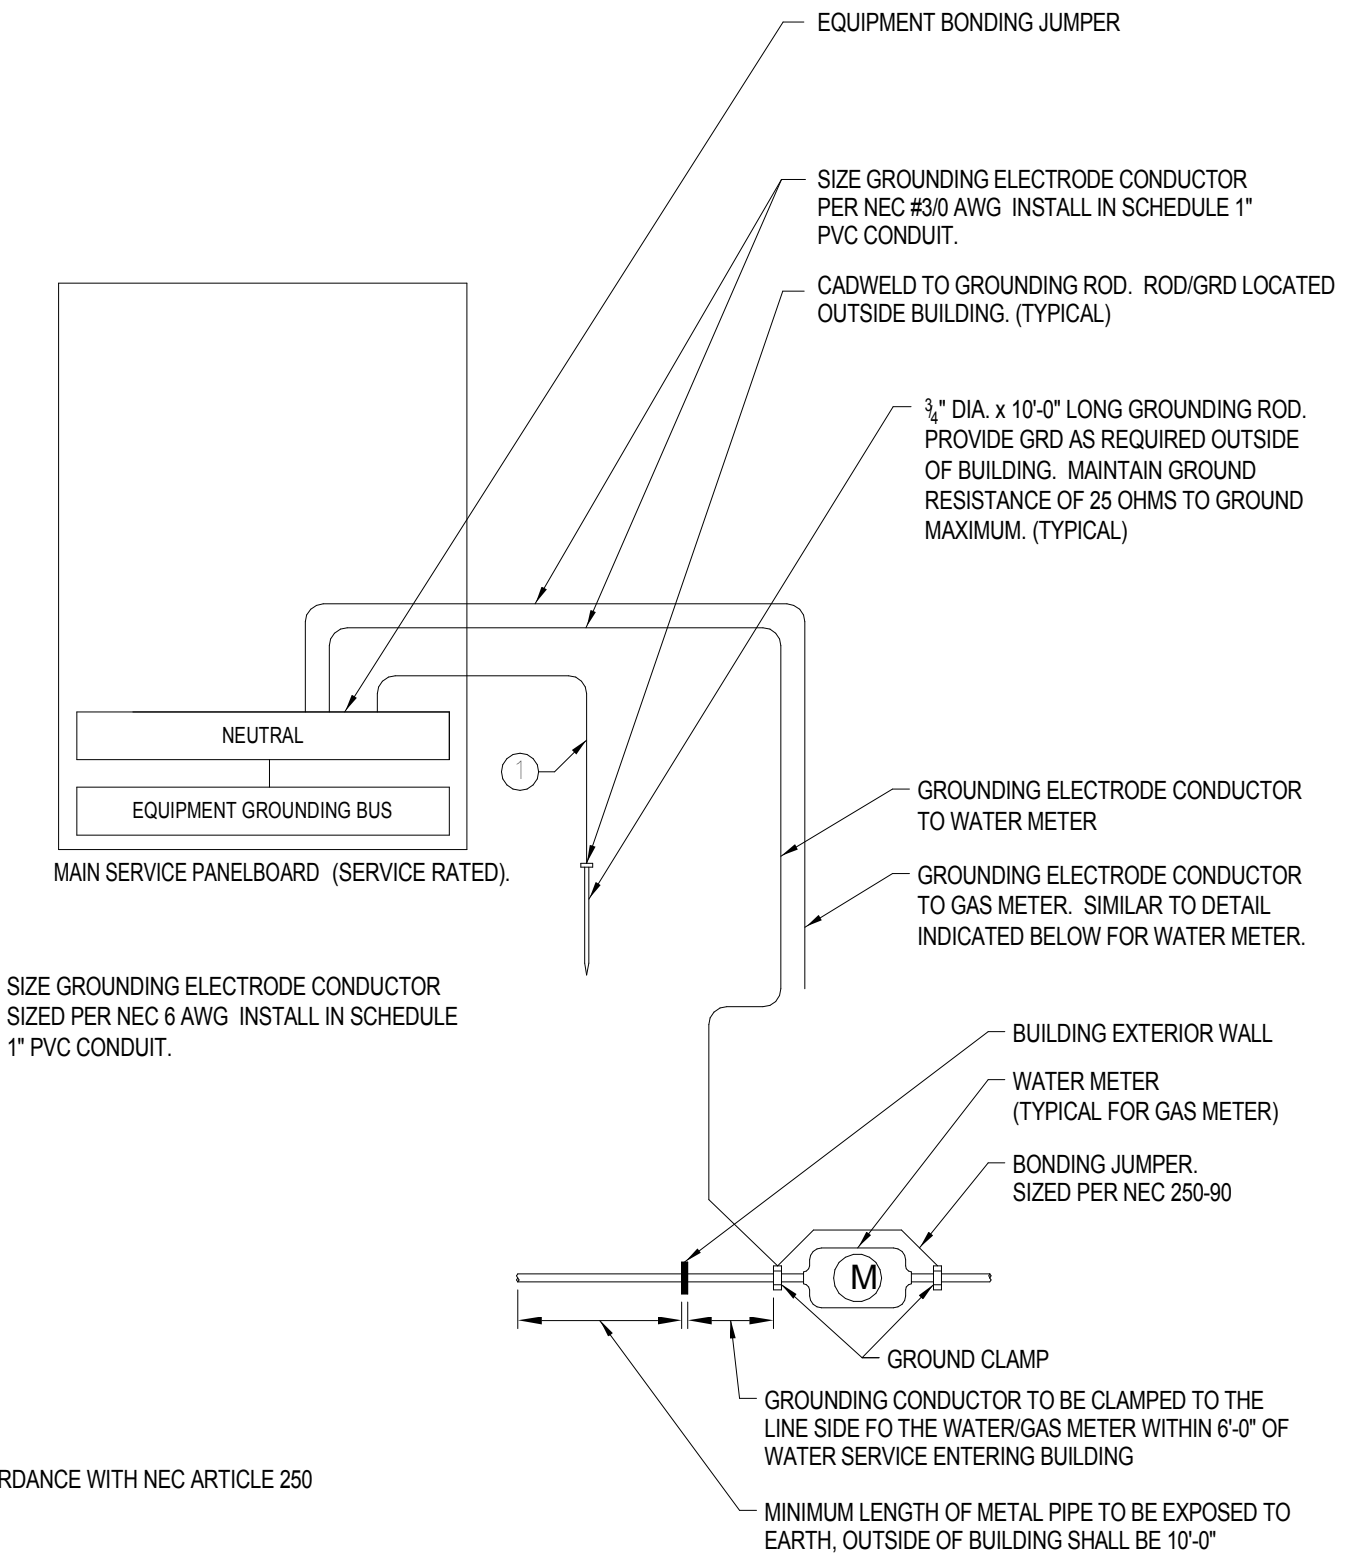 EQUIPMENT BONDING JUMPER
SIZE GROUNDING ELECTRODE CONDUCTOR
PER NEC #3/0 AWG  INSTALL IN SCHEDULE 1"
PVC CONDUIT.
CADWELD TO GROUNDING ROD.  ROD/GRD LOCATED
OUTSIDE BUILDING. (TYPICAL)
3/4" DIA. x 10'-0" LONG GROUNDING ROD.
PROVIDE GRD AS REQUIRED OUTSIDE
OF BUILDING.  MAINTAIN GROUND
RESISTANCE OF 25 OHMS TO GROUND
MAXIMUM. (TYPICAL)
NEUTRAL
EQUIPMENT GROUNDING BUS
MAIN SERVICE PANELBOARD  (SERVICE RATED).
1
GROUNDING ELECTRODE CONDUCTOR
TO WATER METER
GROUNDING ELECTRODE CONDUCTOR
TO GAS METER.  SIMILAR TO DETAIL
INDICATED BELOW FOR WATER METER.
SIZE GROUNDING ELECTRODE CONDUCTOR
SIZED PER NEC 6 AWG  INSTALL IN SCHEDULE
1" PVC CONDUIT.
BUILDING EXTERIOR WALL
WATER METER
(TYPICAL FOR GAS METER)
BONDING JUMPER.
SIZED PER NEC 250-90
M
GROUND CLAMP
GROUNDING CONDUCTOR TO BE CLAMPED TO THE
LINE SIDE FO THE WATER/GAS METER WITHIN 6'-0" OF
WATER SERVICE ENTERING BUILDING
RDANCE WITH NEC ARTICLE 250
MINIMUM LENGTH OF METAL PIPE TO BE EXPOSED TO
EARTH, OUTSIDE OF BUILDING SHALL BE 10'-0"